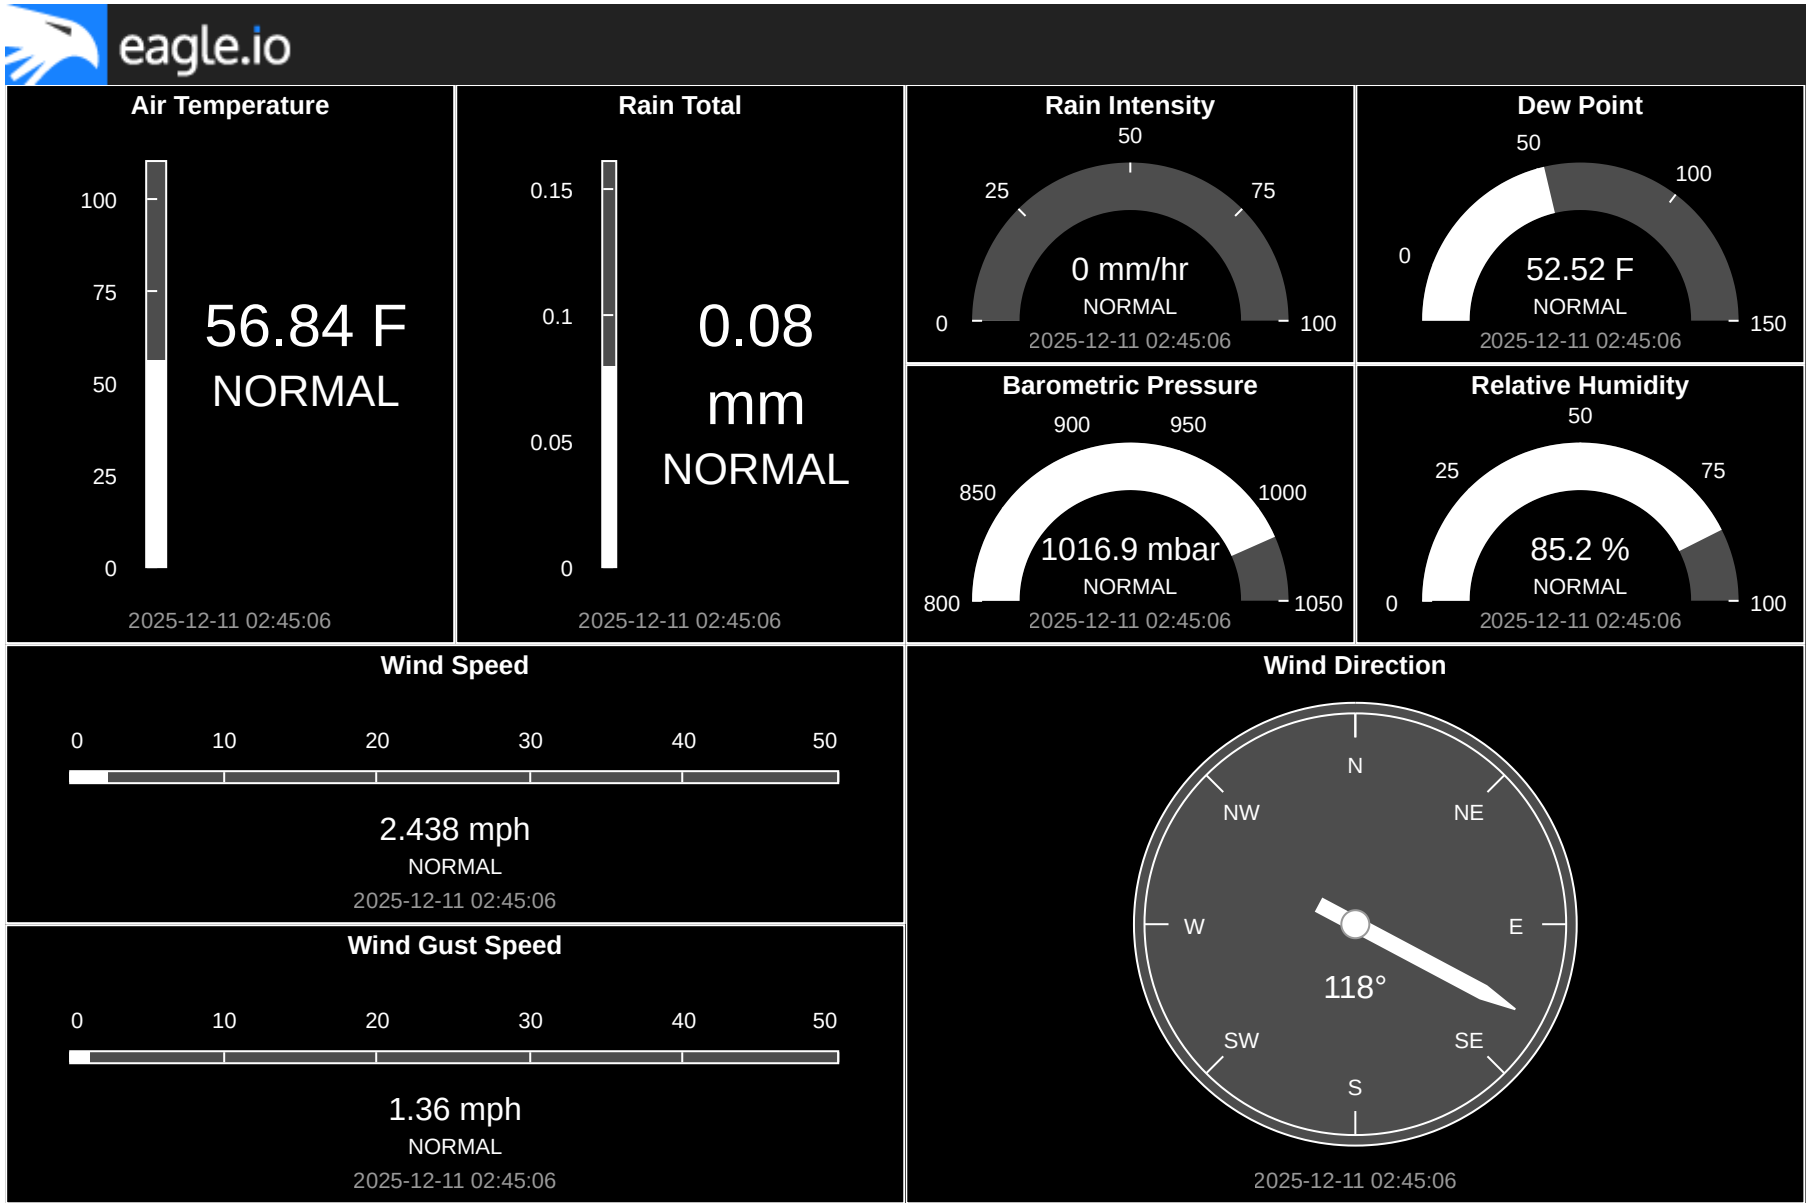 eagle.io
Air Temperature
100
75
50
25
0
56.84 F
NORMAL
2025-12-11 02:45:06
Rain Total
0.15
0.1
0.05
0
0.08
mm
NORMAL
2025-12-11 02:45:06
Rain Intensity
0
25
50
75
100
0 mm/hr
NORMAL
2025-12-11 02:45:06
Dew Point
0
50
100
150
52.52 F
NORMAL
2025-12-11 02:45:06
Barometric Pressure
800
850
900
950
1000
1050
1016.9 mbar
NORMAL
2025-12-11 02:45:06
Relative Humidity
0
25
50
75
100
85.2 %
NORMAL
2025-12-11 02:45:06
Wind Speed
0 10 20 30 40 50
2.438 mph
NORMAL
2025-12-11 02:45:06
Wind Gust Speed
0 10 20 30 40 50
1.36 mph
NORMAL
2025-12-11 02:45:06
Wind Direction
N
NW NE
W E
118°
SW SE
S
2025-12-11 02:45:06